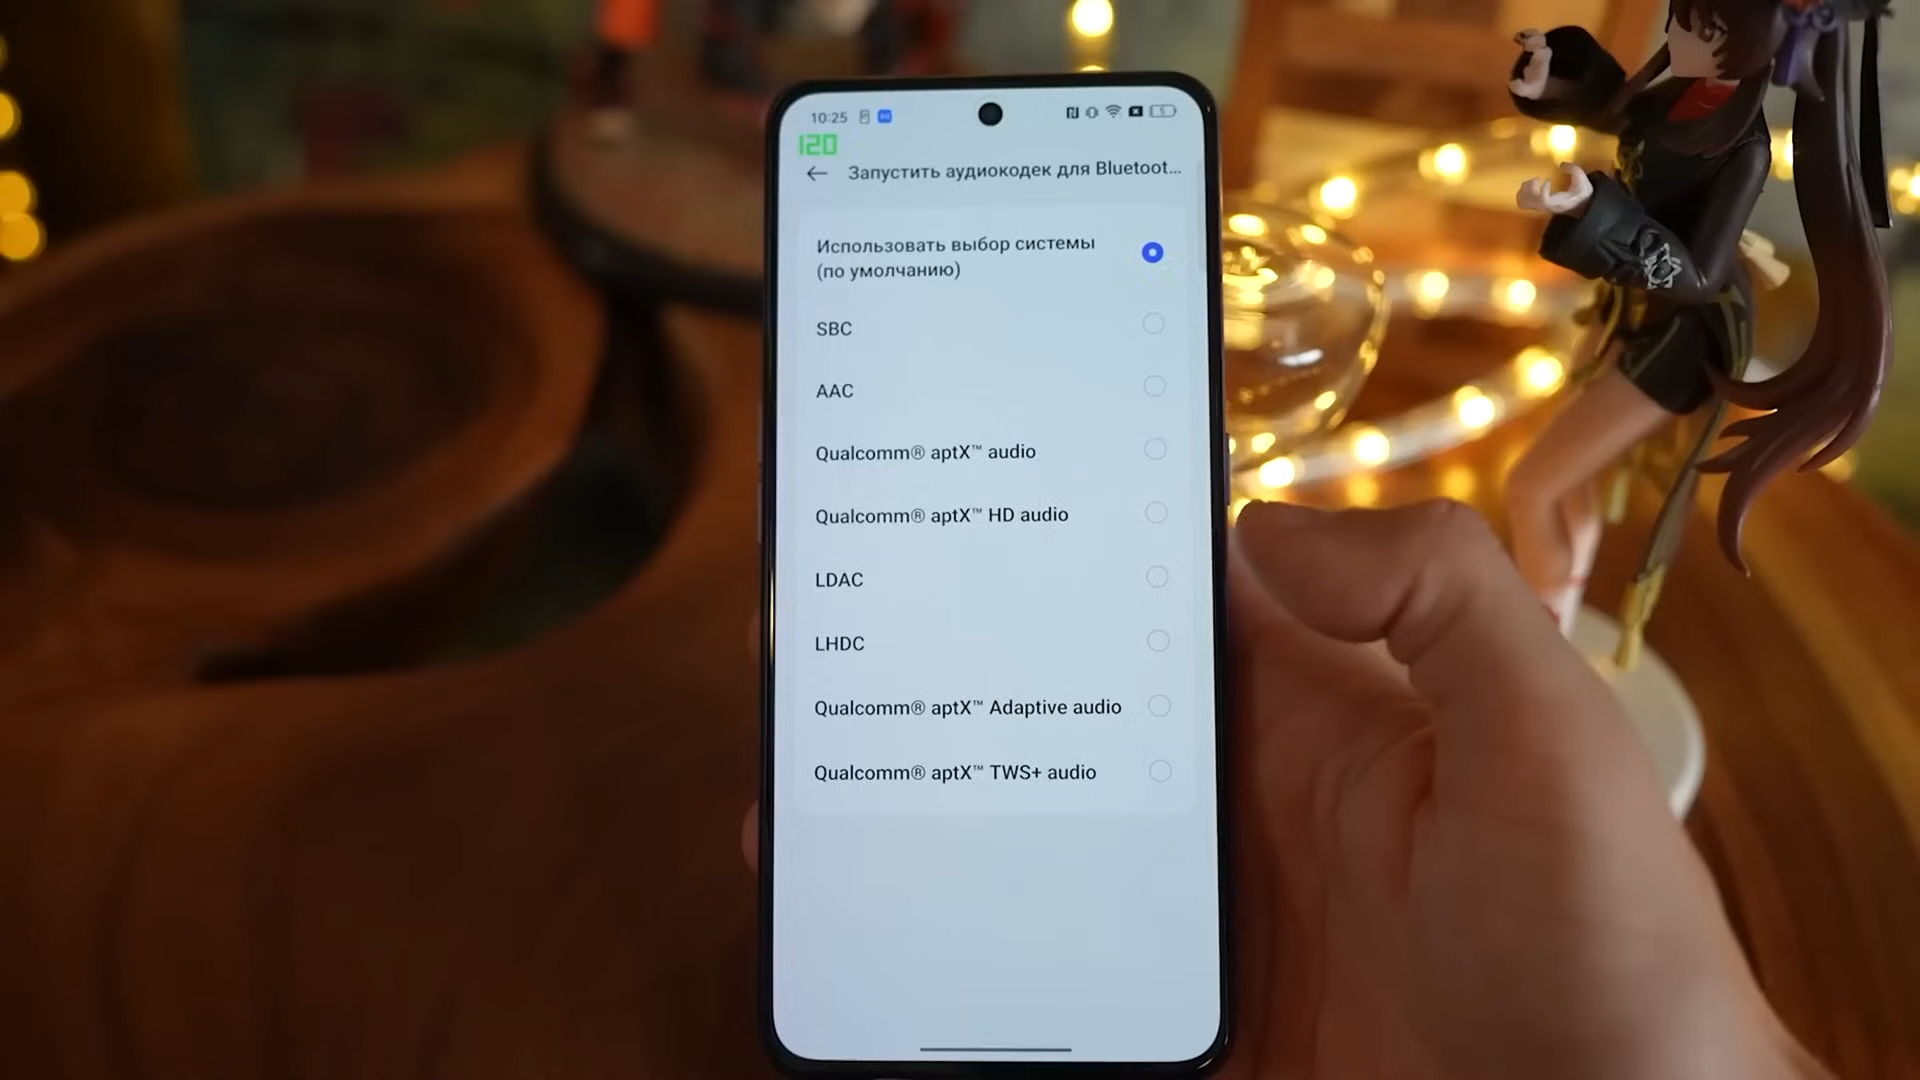 10:25
120
Запустить аудиокодек для Bluetoot...
Использовать выбор системы
(по умолчанию)
SBC
AAC
Qualcomm® aptX™ audio
Qualcomm® aptX™ HD audio
LDAC
LHDC
Qualcomm® aptX™ Adaptive audio
Qualcomm® aptX™ TWS+ audio